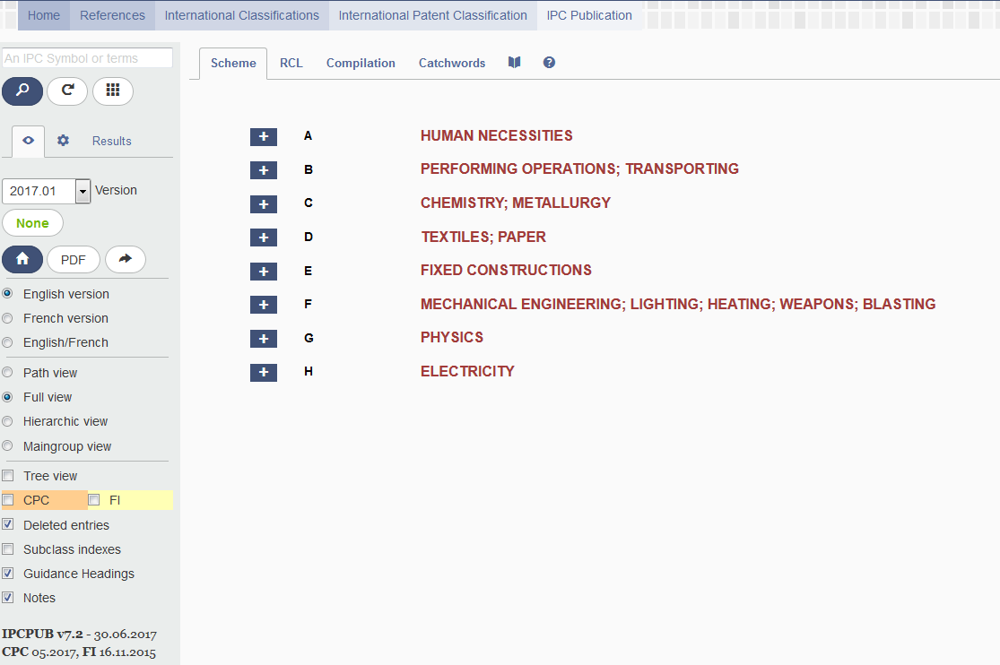 Home References International Classifications International Patent Classification IPC Publication
An IPC Symbol or terms
Results
2017.01 Version
None
PDF
English version
French version
English/French
Path view
Full view
Hierarchic view
Maingroup view
Tree view
CPC FI
Deleted entries
Subclass indexes
Guidance Headings
Notes
IPCPUB v7.2 - 30.06.2017
CPC 05.2017, FI 16.11.2015
Scheme RCL Compilation Catchwords
A HUMAN NECESSITIES
B PERFORMING OPERATIONS; TRANSPORTING
C CHEMISTRY; METALLURGY
D TEXTILES; PAPER
E FIXED CONSTRUCTIONS
F MECHANICAL ENGINEERING; LIGHTING; HEATING; WEAPONS; BLASTING
G PHYSICS
H ELECTRICITY